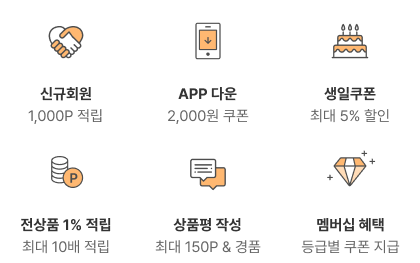 신규회원
1,000P 적립
APP 다운
2,000원 쿠폰
생일쿠폰
최대 5% 할인
P
전상품 1% 적립
최대 10배 적립
상품평 작성
최대 150P & 경품
멤버십 혜택
등급별 쿠폰 지급